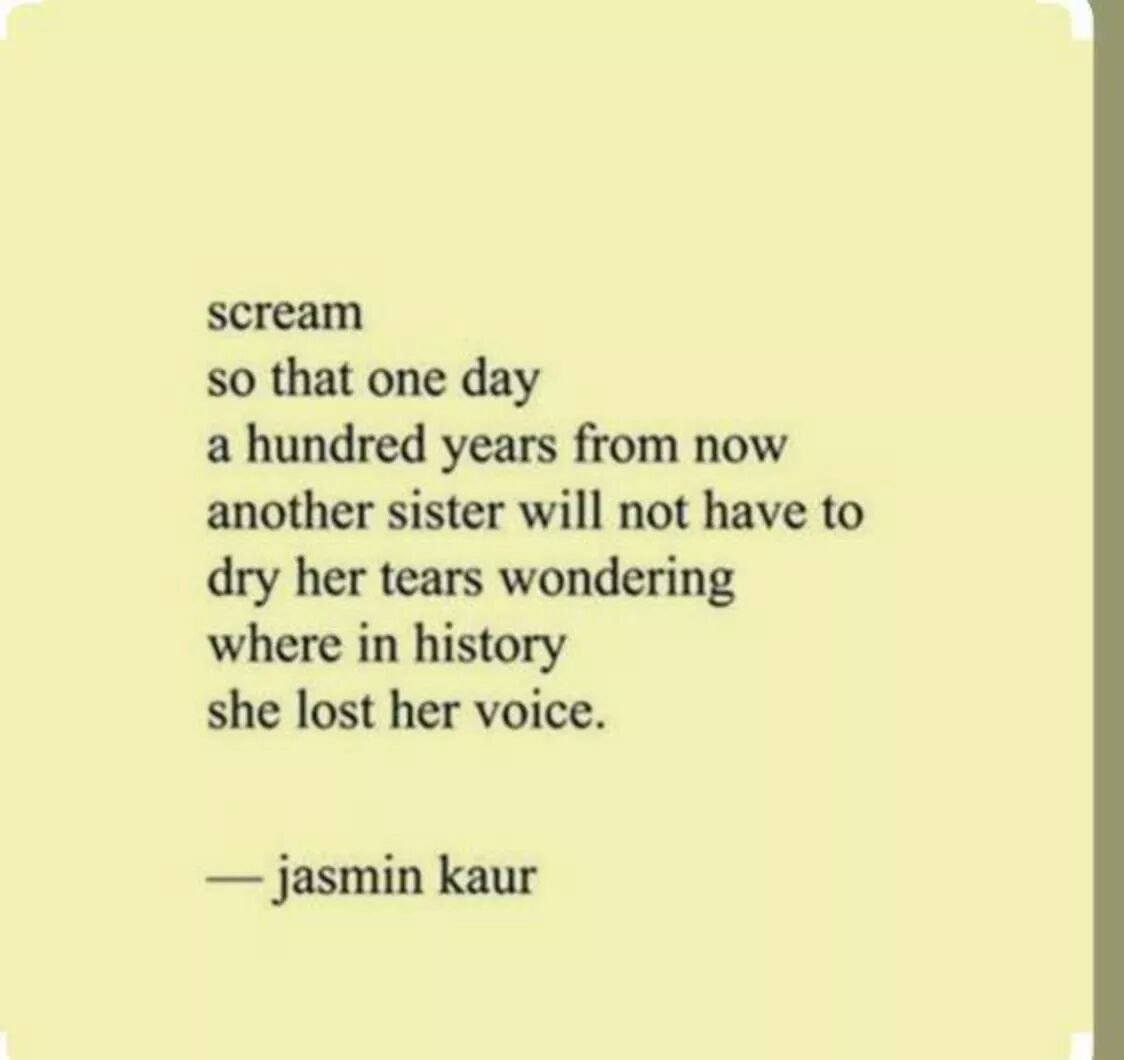 scream
so that one day
a hundred years from now
another sister will not have to
dry her tears wondering
where in history
she lost her voice.
— jasmin kaur